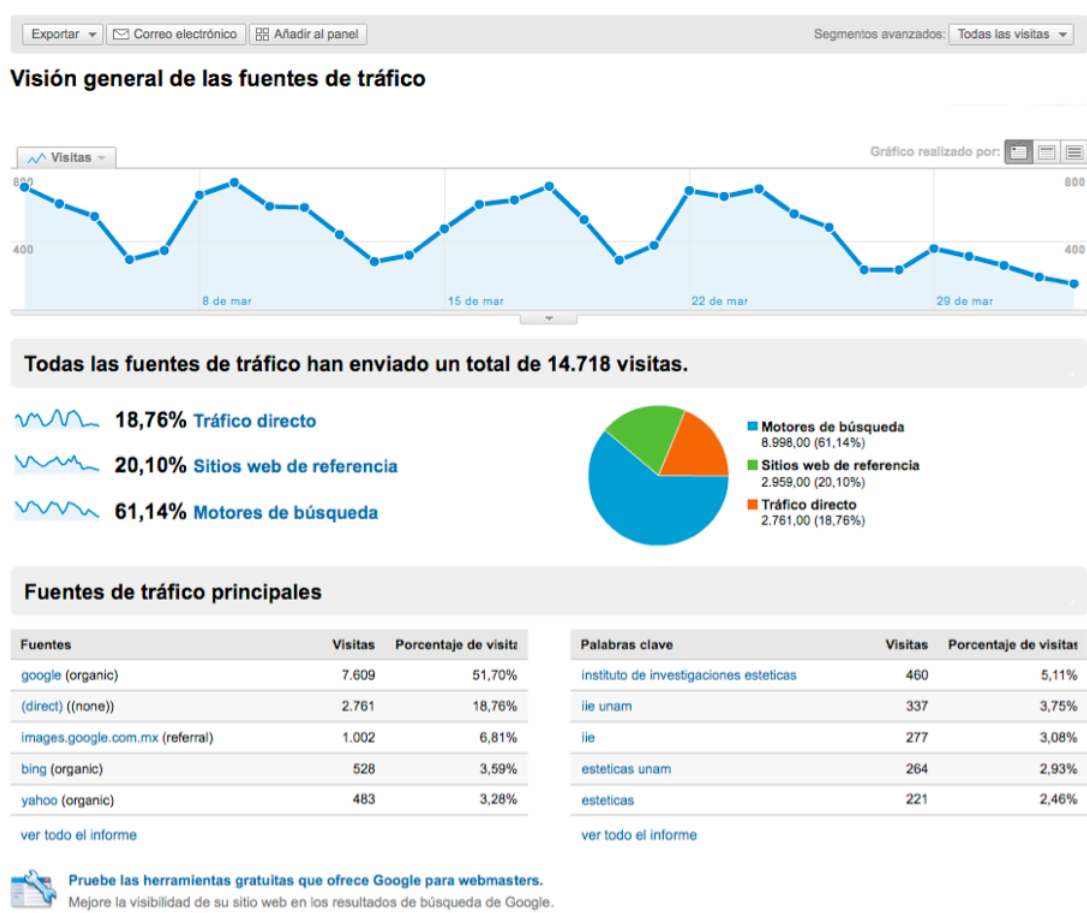 Exportar Correo electrónico Añadir al panel Segmentos avanzados: Todas las visitas
Visión general de las fuentes de tráfico
Visitas Gráfico realizado por:
800 800
400 400
8 de mar 15 de mar 22 de mar 29 de mar
Todas las fuentes de tráfico han enviado un total de 14.718 visitas.
18,76% Tráfico directo
20,10% Sitios web de referencia
61,14% Motores de búsqueda
Motores de búsqueda
8.998,00 (61,14%)
Sitios web de referencia
2.959,00 (20,10%)
Tráfico directo
2.761,00 (18,76%)
Fuentes de tráfico principales
Fuentes Visitas Porcentaje de visita
google (organic) 7.609 51,70%
(direct) ((none)) 2.761 18,76%
images.google.com.mx (referral) 1.002 6,81%
bing (organic) 528 3,59%
yahoo (organic) 483 3,28%
ver todo el informe
Palabras clave Visitas Porcentaje de visitas
instituto de investigaciones esteticas 460 5,11%
iie unam 337 3,75%
iie 277 3,08%
esteticas unam 264 2,93%
esteticas 221 2,46%
ver todo el informe
Pruebe las herramientas gratuitas que ofrece Google para webmasters.
Mejore la visibilidad de su sitio web en los resultados de búsqueda de Google.